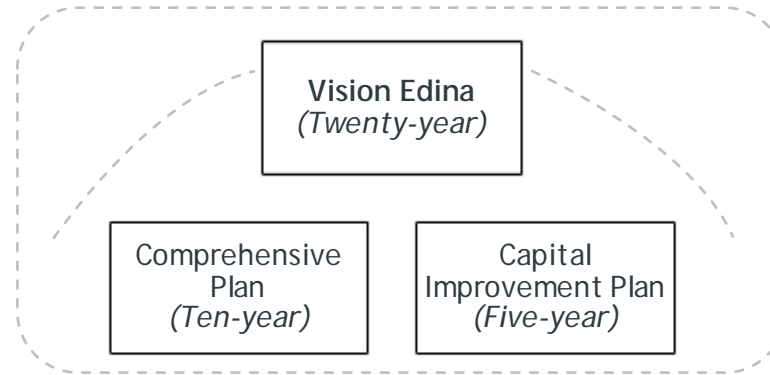 Vision Edina
(Twenty-year)
Comprehensive
Plan
(Ten-year)
Capital
Improvement Plan
(Five-year)